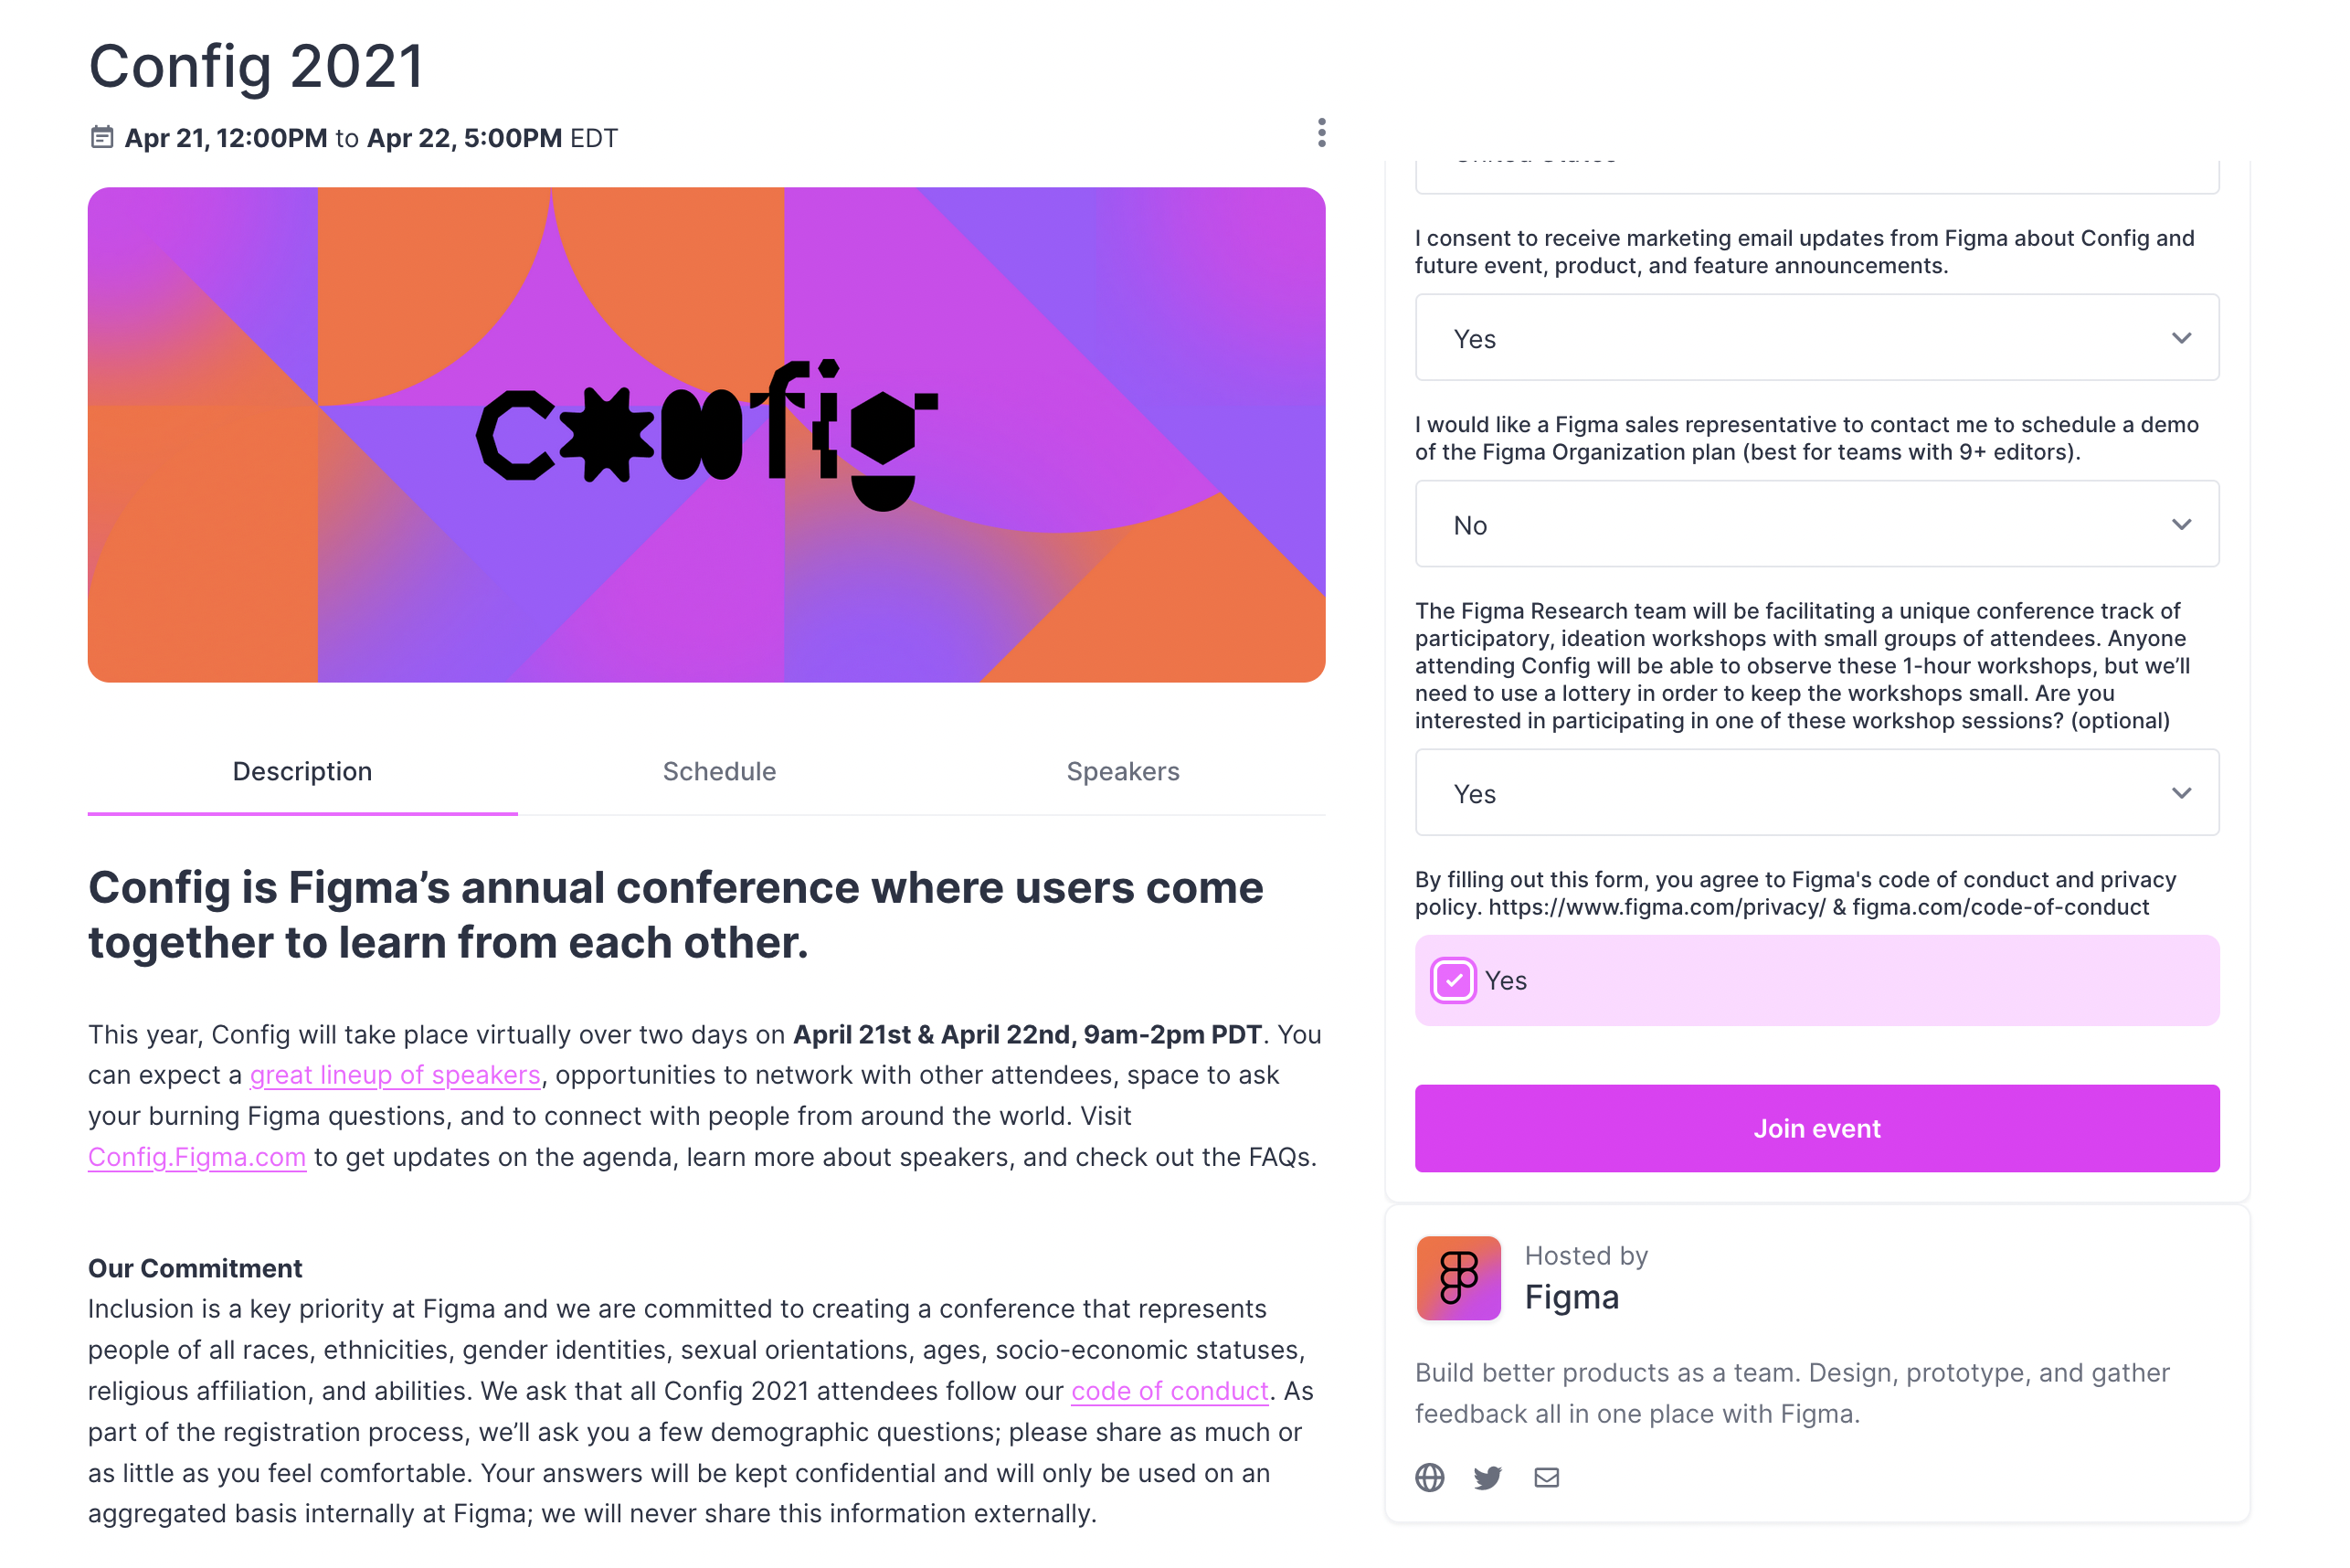 Config 2021
Apr 21, 12:00PM to Apr 22, 5:00PM EDT
config
Description
Schedule
Speakers
Config is Figma’s annual conference where users come
together to learn from each other.
This year, Config will take place virtually over two days on April 21st & April 22nd, 9am-2pm PDT. You
can expect a great lineup of speakers, opportunities to network with other attendees, space to ask
your burning Figma questions, and to connect with people from around the world. Visit
Config.Figma.com to get updates on the agenda, learn more about speakers, and check out the FAQs.
Our Commitment
Inclusion is a key priority at Figma and we are committed to creating a conference that represents
people of all races, ethnicities, gender identities, sexual orientations, ages, socio-economic statuses,
religious affiliation, and abilities. We ask that all Config 2021 attendees follow our code of conduct. As
part of the registration process, we’ll ask you a few demographic questions; please share as much or
as little as you feel comfortable. Your answers will be kept confidential and will only be used on an
aggregated basis internally at Figma; we will never share this information externally.
United States
I consent to receive marketing email updates from Figma about Config and
future event, product, and feature announcements.
Yes
I would like a Figma sales representative to contact me to schedule a demo
of the Figma Organization plan (best for teams with 9+ editors).
No
The Figma Research team will be facilitating a unique conference track of
participatory, ideation workshops with small groups of attendees. Anyone
attending Config will be able to observe these 1-hour workshops, but we’ll
need to use a lottery in order to keep the workshops small. Are you
interested in participating in one of these workshop sessions? (optional)
Yes
By filling out this form, you agree to Figma's code of conduct and privacy
policy. https://www.figma.com/privacy/ & figma.com/code-of-conduct
Yes
Join event
Hosted by
Figma
Build better products as a team. Design, prototype, and gather
feedback all in one place with Figma.